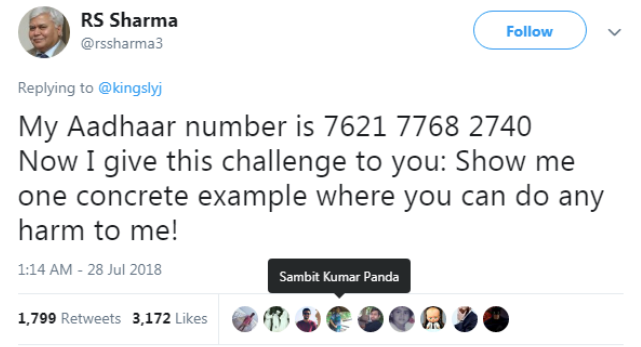 RS Sharma
@rssharma3
Follow
Replying to @kingslyj
My Aadhaar number is 7621 7768 2740
Now I give this challenge to you: Show me
one concrete example where you can do any
harm to me!
1:14 AM - 28 Jul 2018
Sambit Kumar Panda
1,799 Retweets 3,172 Likes